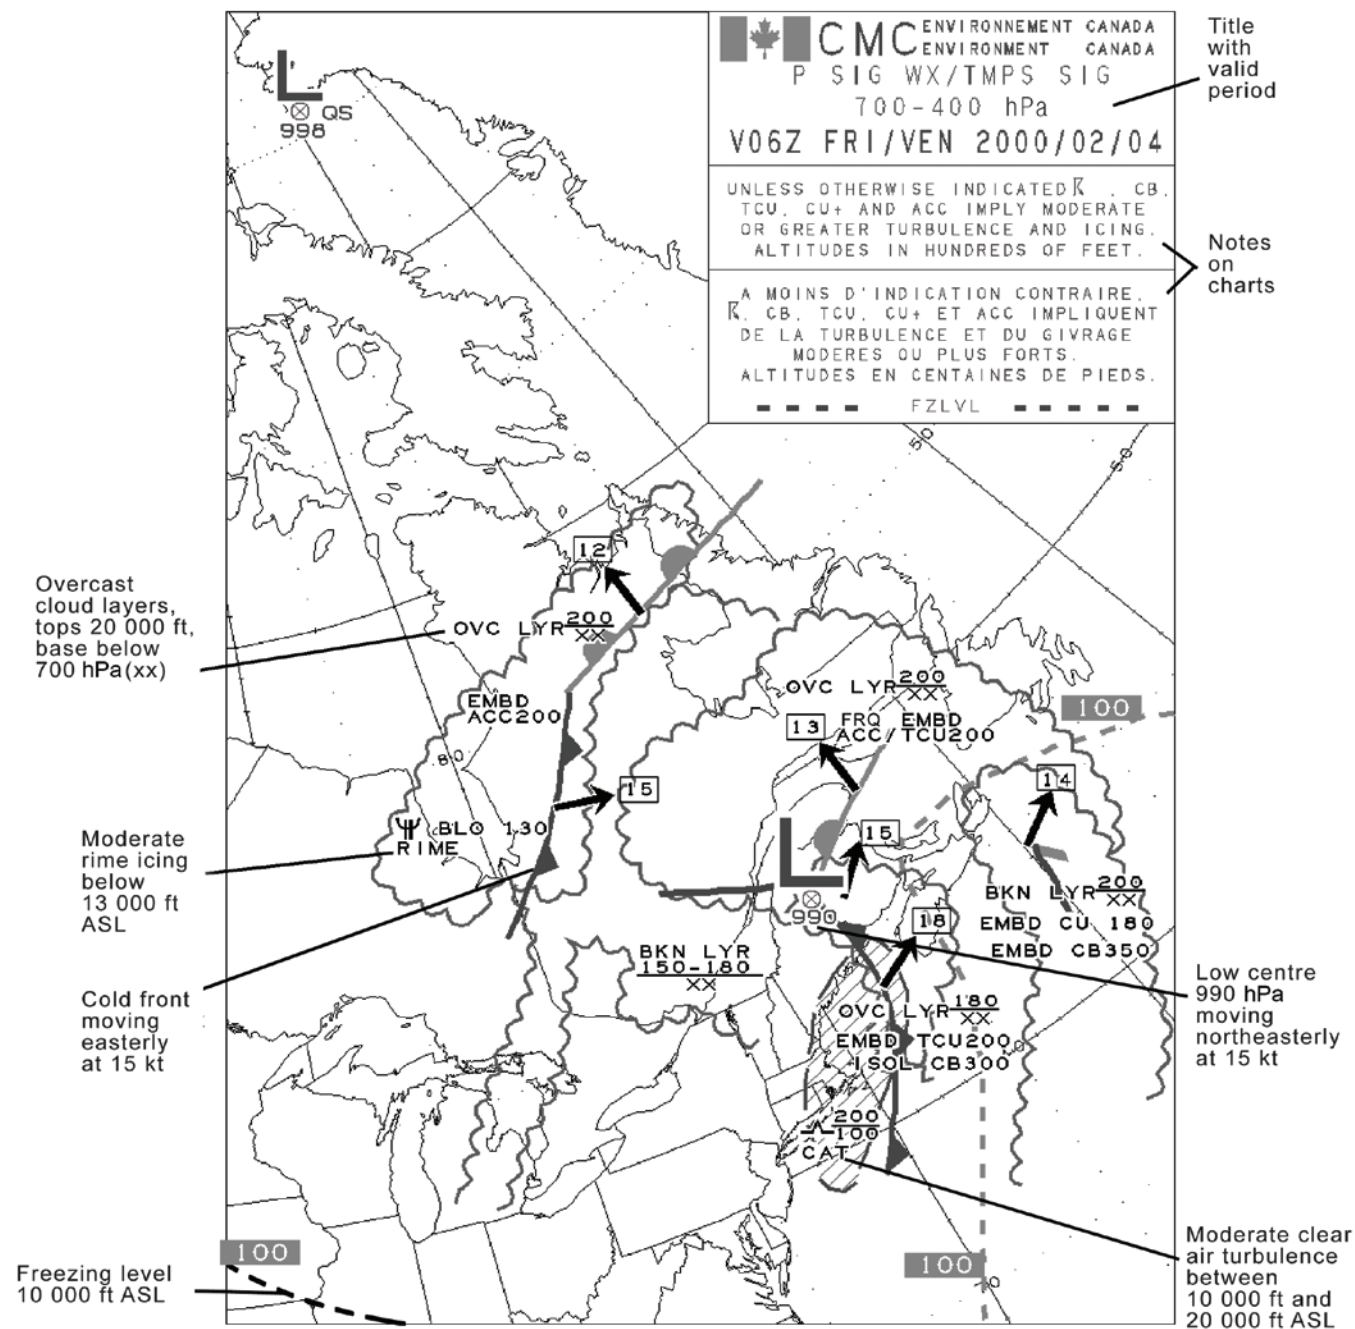 ENVIRONNEMENT CANADA
CMC
ENVIRONMENT CANADA
P SIG WX/TMPS SIG
700-400 hPa
V06Z FRI/VEN 2000/02/04
UNLESS OTHERWISE INDICATED , CB,
TCU, CU+ AND ACC IMPLY MODERATE
OR GREATER TURBULENCE AND ICING.
ALTITUDES IN HUNDREDS OF FEET.
A MOINS D'INDICATION CONTRAIRE,
, CB, TCU, CU+ ET ACC IMPLIQUENT
DE LA TURBULENCE ET DU GIVRAGE
MODERES OU PLUS FORTS.
ALTITUDES EN CENTAINES DE PIEDS.
FZLVL
Title
with
valid
period
Notes
on
charts
QS
998
50
50
12
Overcast
cloud layers,
tops 20 000 ft,
base below
700 hPa(xx)
OVC LYR 200
XX
EMBD
ACC200
80
15
BLO 130
RIME
Moderate
rime icing
below
13 000 ft
ASL
Cold front
moving
easterly
at 15 kt
OVC LYR 200
XX
13
FRQ EMBD
ACC/TCU200
100
14
15
990
18
BKN LYR 200
XX
EMBD CU 180
EMBD CB350
BKN LYR
150-180
XX
OVC LYR 180
XX
EMBD TCU200
ISOL CB300
200
100
CAT
Low centre
990 hPa
moving
northeasterly
at 15 kt
Moderate clear
air turbulence
between
10 000 ft and
20 000 ft ASL
100
100
Freezing level
10 000 ft ASL